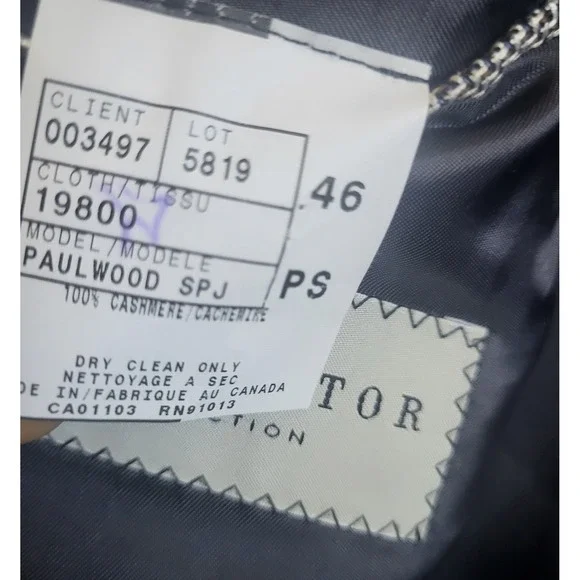 CLIENT
003497
LOT
5819
.46
CLOTH/TISSU
19800
MODEL/MODELE
PAULWOOD SPJ
PS
100% CASHMERE/CACHEMIRE
DRY CLEAN ONLY
NETTOYAGE A SEC
DE IN/FABRIQUE AU CANADA
CA01103 RN91013
TOR
CTION